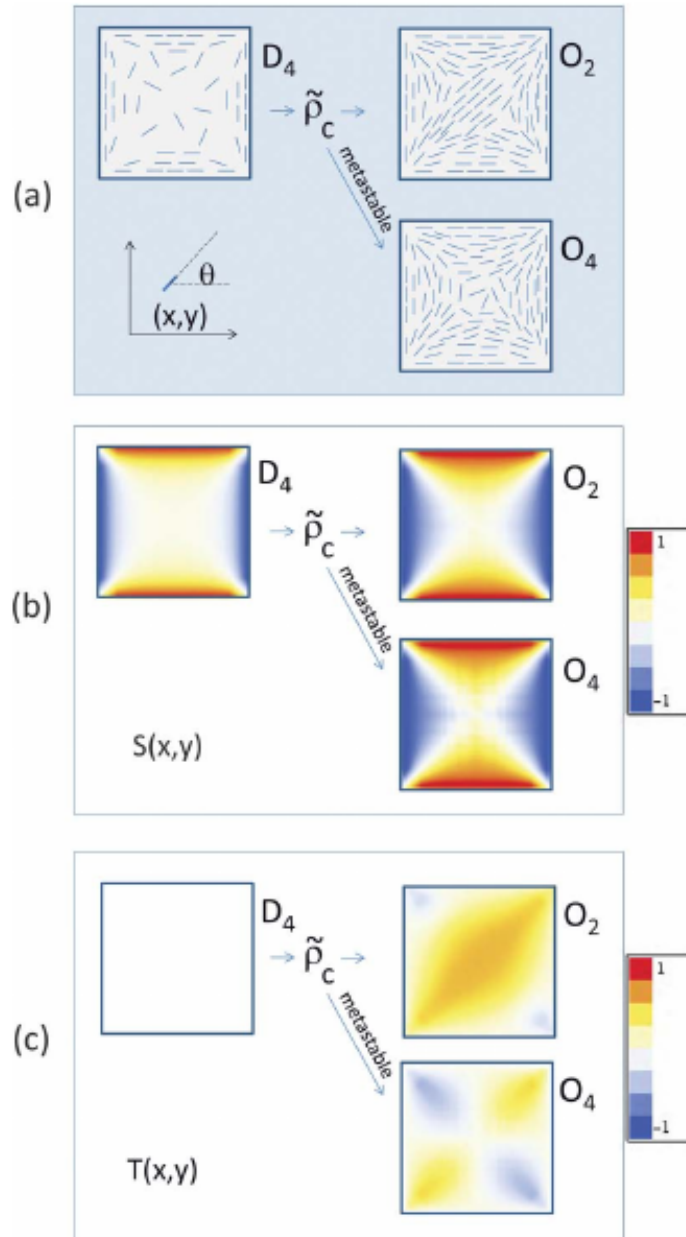 D₄
ρ̃c
O₂
metastable
O₄
(a)
θ
(x,y)
D₄
ρ̃c
O₂
metastable
O₄
(b)
S(x,y)
1
-1
D₄
ρ̃c
O₂
metastable
O₄
(c)
T(x,y)
1
-1